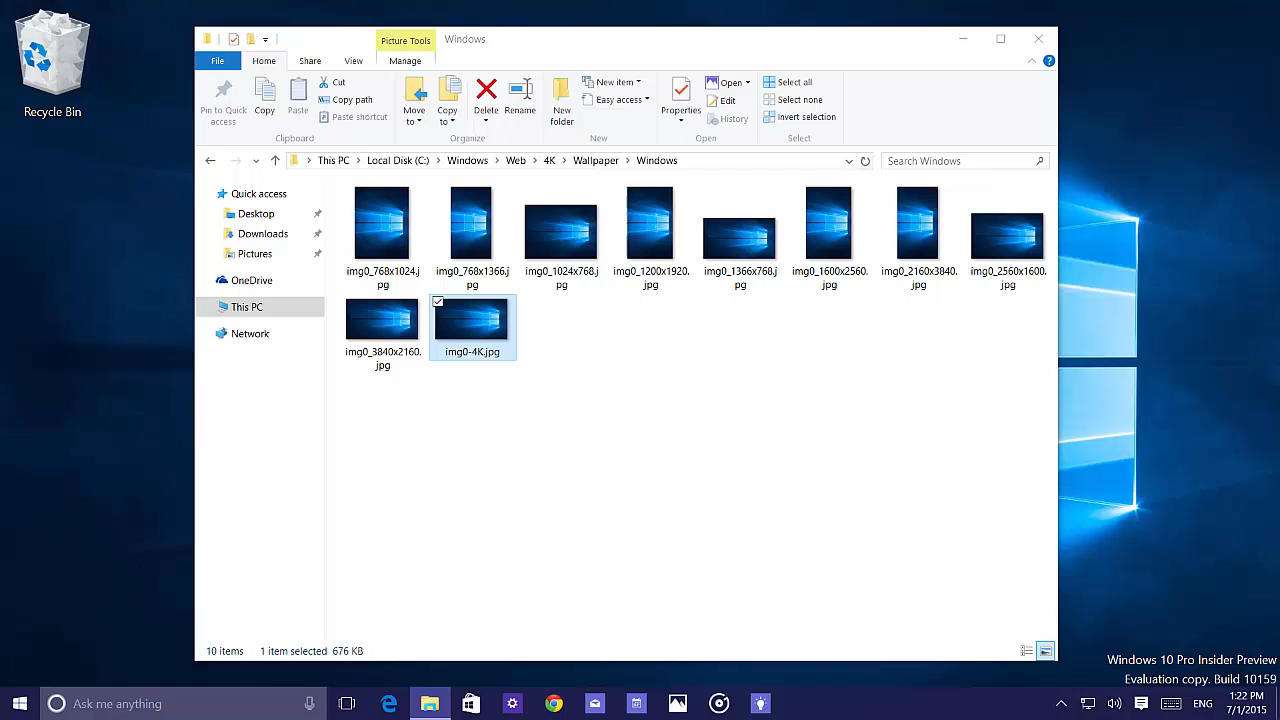 Recycle Bin
Picture Tools
Windows
File
Home
Share
View
Manage
Pin to Quick
access
Copy
Paste
Cut
Copy path
Paste shortcut
Clipboard
Move
to
Copy
to
Delete
Rename
Organize
New
folder
New item
Easy access
New
Properties
Open
Edit
History
Open
Select all
Select none
Invert selection
Select
This PC
Local Disk (C:)
Windows
Web
4K
Wallpaper
Windows
Search Windows
Quick access
Desktop
Downloads
Pictures
OneDrive
This PC
Network
img0_768x1024.j
pg
img0_768x1366.j
pg
img0_1024x768.j
pg
img0_1200x1920.
jpg
img0_1366x768.j
pg
img0_1600x2560.
jpg
img0_2160x3840.
jpg
img0_2560x1600.
jpg
img0_3840x2160.
jpg
img0-4K.jpg
10 items
1 item selected 676 KB
Windows 10 Pro Insider Preview
Evaluation copy. Build 10159
Ask me anything
ENG
1:22 PM
7/1/2015